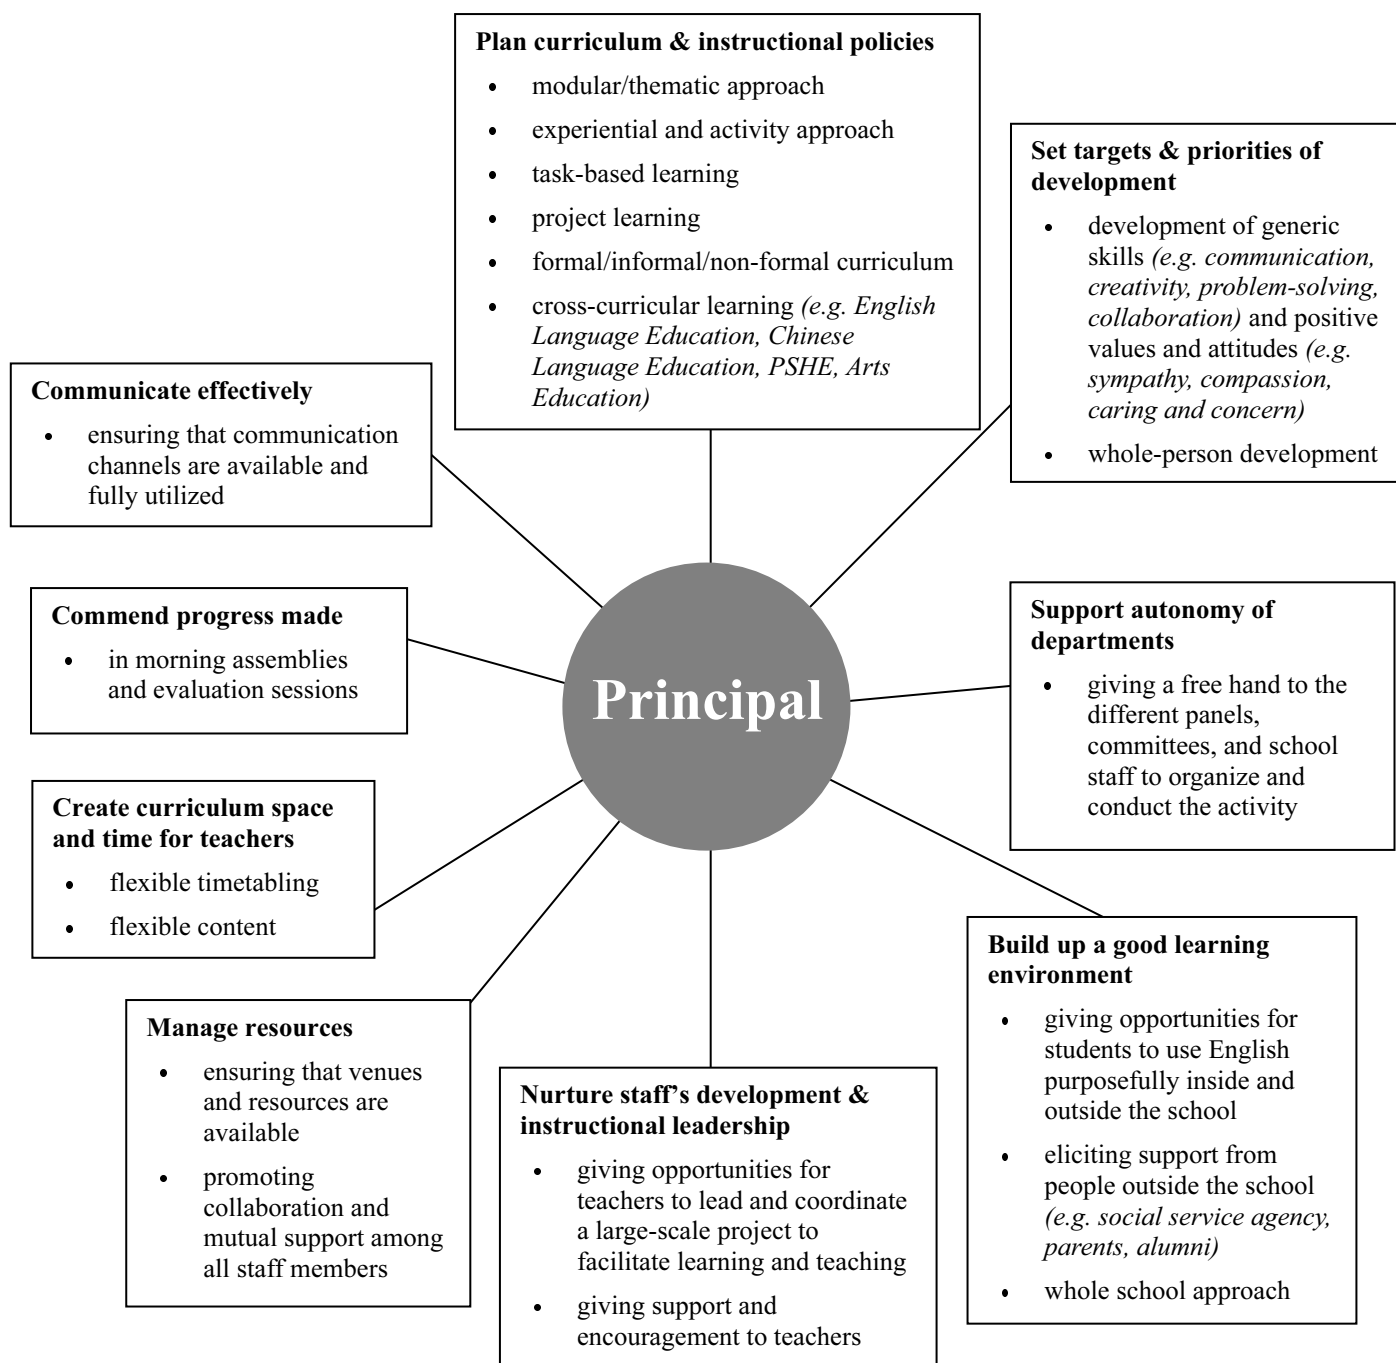 Plan curriculum & instructional policies
• modular/thematic approach
• experiential and activity approach
• task-based learning
• project learning
• formal/informal/non-formal curriculum
• cross-curricular learning (e.g. English
Language Education, Chinese
Language Education, PSHE, Arts
Education)
Set targets & priorities of
development
• development of generic
skills (e.g. communication,
creativity, problem-solving,
collaboration) and positive
values and attitudes (e.g.
sympathy, compassion,
caring and concern)
• whole-person development
Communicate effectively
• ensuring that communication
channels are available and
fully utilized
Commend progress made
• in morning assemblies
and evaluation sessions
Principal
Support autonomy of
departments
• giving a free hand to the
different panels,
committees, and school
staff to organize and
conduct the activity
Create curriculum space
and time for teachers
• flexible timetabling
• flexible content
Build up a good learning
environment
• giving opportunities for
students to use English
purposefully inside and
outside the school
• eliciting support from
people outside the school
(e.g. social service agency,
parents, alumni)
• whole school approach
Manage resources
• ensuring that venues
and resources are
available
• promoting
collaboration and
mutual support among
all staff members
Nurture staff’s development &
instructional leadership
• giving opportunities for
teachers to lead and coordinate
a large-scale project to
facilitate learning and teaching
• giving support and
encouragement to teachers